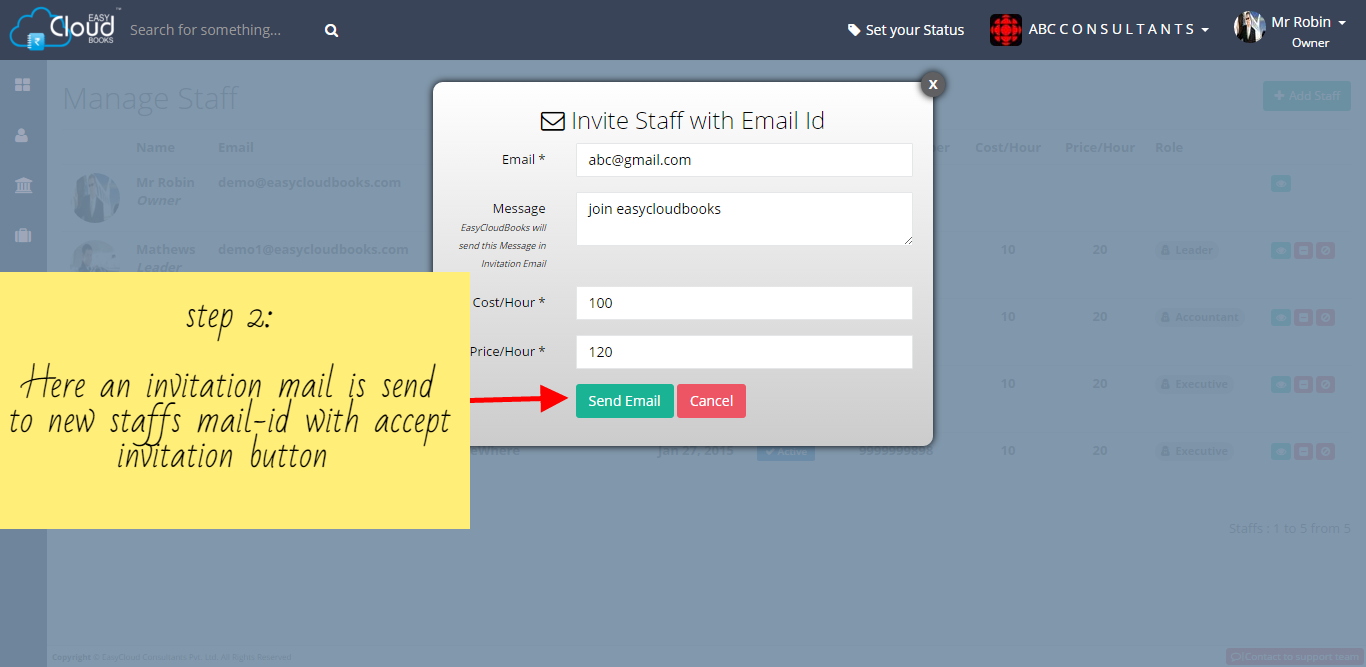 EASY
Cloud
BOOKS
™
Search for something...
Set your Status
ABC CONSULTANTS
Mr Robin
Owner
Manage Staff
+ Add Staff
Name Email Cost/Hour Price/Hour Role
Mr Robin demo@easycloudbooks.com
Owner
Mathews demo1@easycloudbooks.com 10 20 Leader
Leader
x
Invite Staff with Email Id
Email *
abc@gmail.com
Message
EasyCloudBooks will
send this Message in
Invitation Email
join easycloudbooks
Cost/Hour *
100
Price/Hour *
120
Send Email
Cancel
10 20 Accountant
10 20 Executive
Jan 27, 2015 Active 9999999898 10 20 Executive
step 2:
Here an invitation mail is send
to new staffs mail-id with accept
invitation button
Staffs : 1 to 5 from 5
Copyright © EasyCloud Consultants Pvt. Ltd. All Rights Reserved
Contact to support team